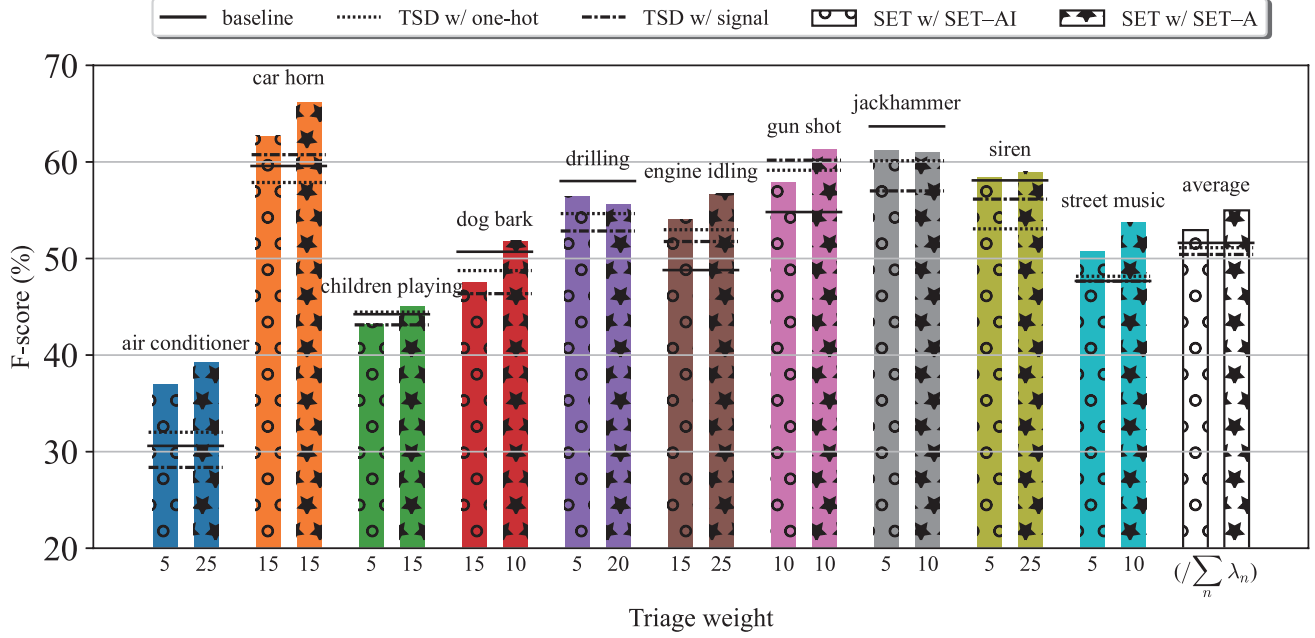 baseline TSD w/ one-hot TSD w/ signal SET w/ SET–AI SET w/ SET–A
70
60
50
40
30
20
F-score (%)
air conditioner
car horn
children playing
dog bark
drilling
engine idling
gun shot
jackhammer
siren
street music
average
5 25 15 15 5 15 15 10 5 20 15 25 10 10 5 10 5 25 5 10 (/∑ₙ λₙ)
Triage weight